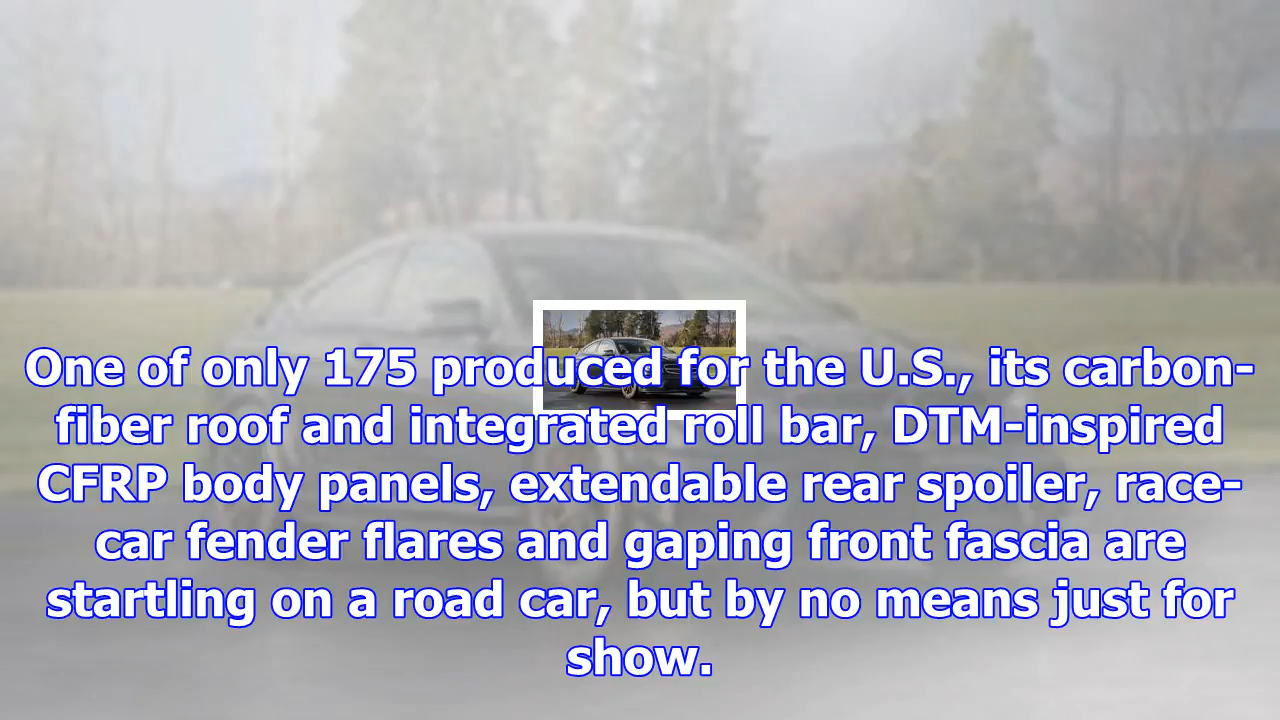 One of only 175 produced for the U.S., its carbon-
fiber roof and integrated roll bar, DTM-inspired
CFRP body panels, extendable rear spoiler, race-
car fender flares and gaping front fascia are
startling on a road car, but by no means just for
show.